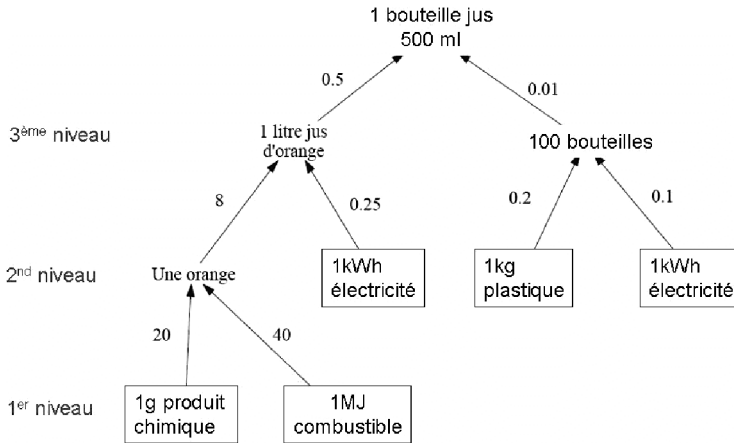 1 bouteille jus
500 ml
0.5
0.01
3ème niveau
1 litre jus
d'orange
100 bouteilles
8
0.25
0.2
0.1
2nd niveau
Une orange
1kWh
électricité
1kg
plastique
1kWh
électricité
20
40
1er niveau
1g produit
chimique
1MJ
combustible